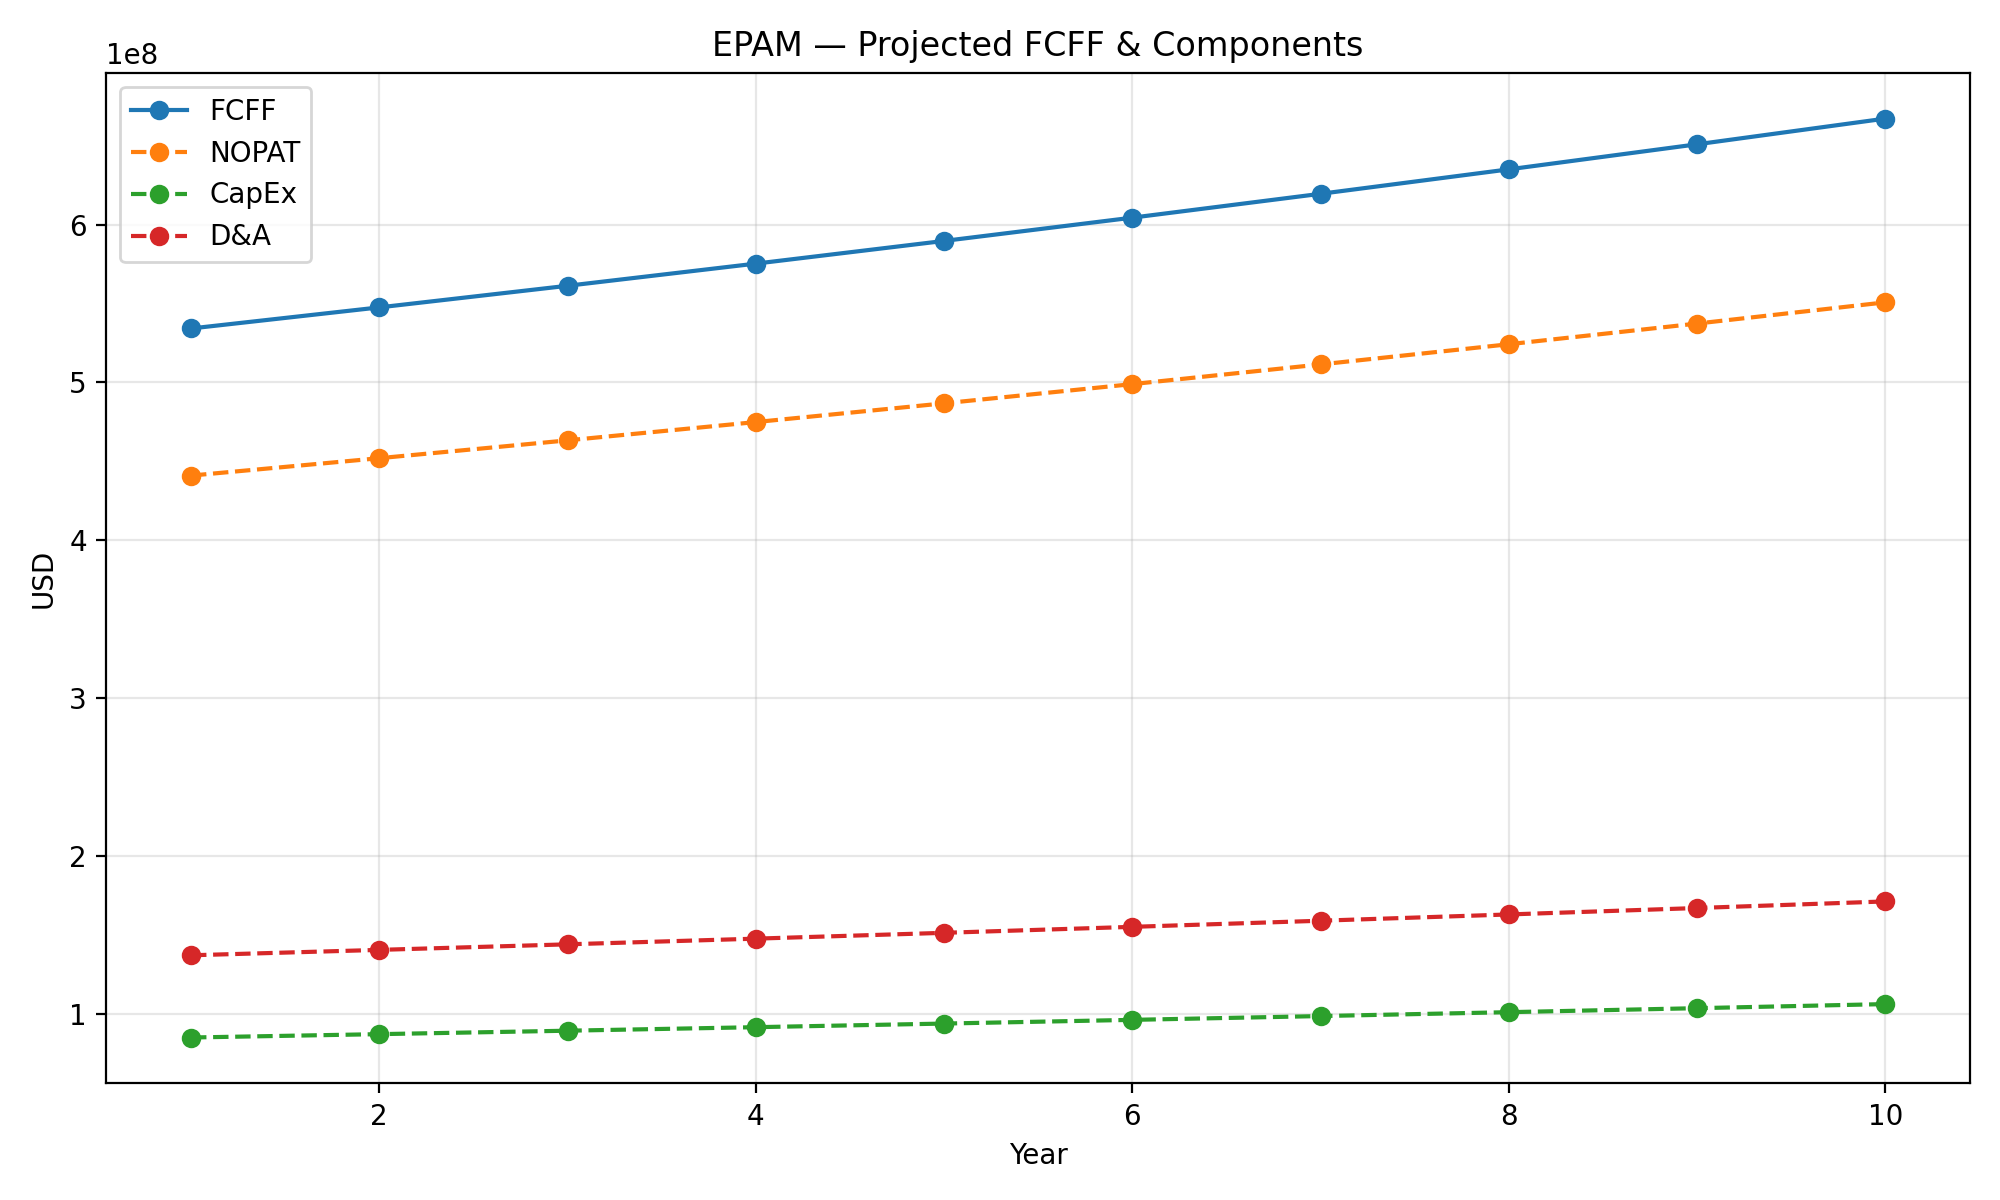 EPAM — Projected FCFF & Components
1e8
FCFF
NOPAT
CapEx
D&A
6
5
4
3
2
1
USD
2 4 6 8 10
Year